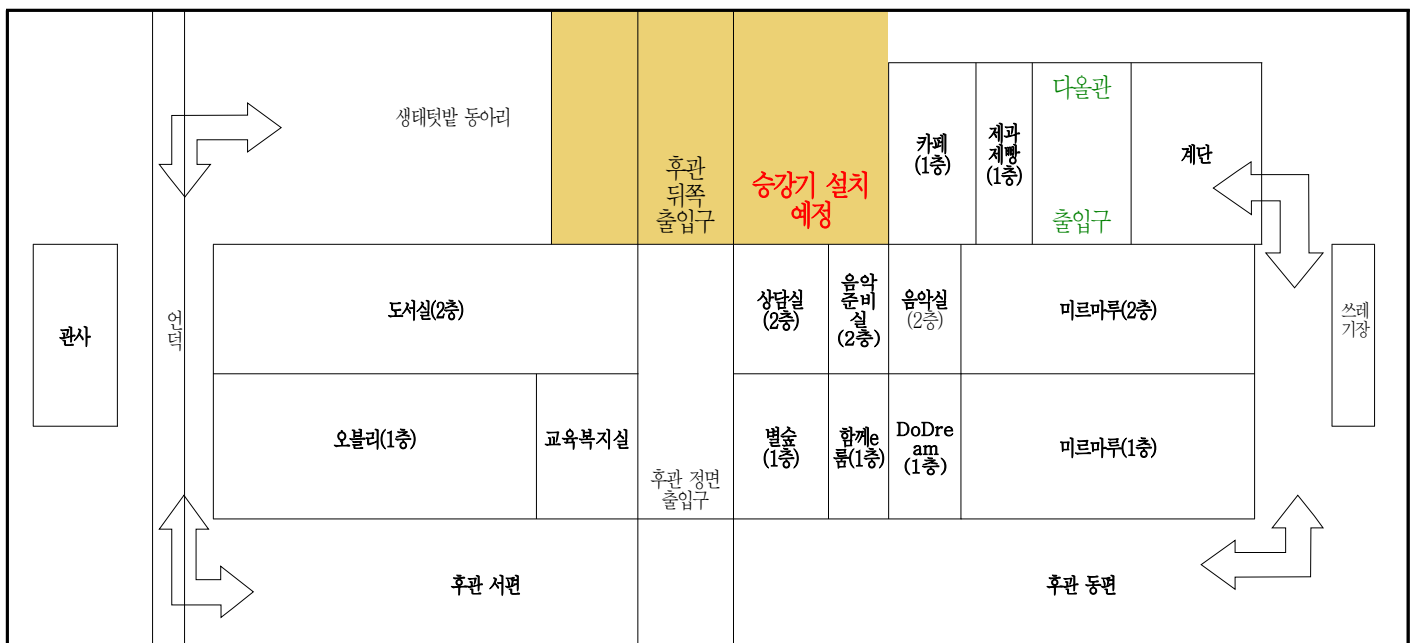 생태텃밭 동아리
후관
뒤쪽
출입구
승강기 설치
예정
카페
(1층)
제과
제빵
(1층)
다올관
출입구
계단
관사
언
덕
도서실(2층)
상담실
(2층)
음악
준비
실
(2층)
음악실
(2층)
미르마루(2층)
쓰레
기장
오블리(1층)
교육복지실
후관 정면
출입구
별숲
(1층)
함께e
룸(1층)
DoDre
am
(1층)
미르마루(1층)
후관 서편
후관 동편